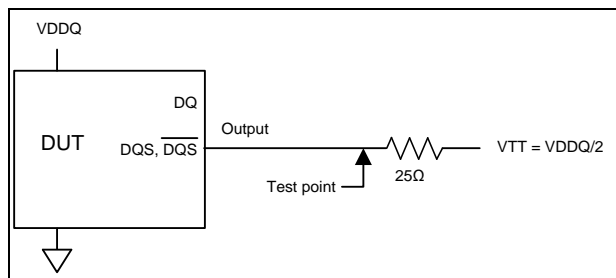 VDDQ
DQ
DUT
DQS, DQS
Output
Test point
25Ω
VTT = VDDQ/2